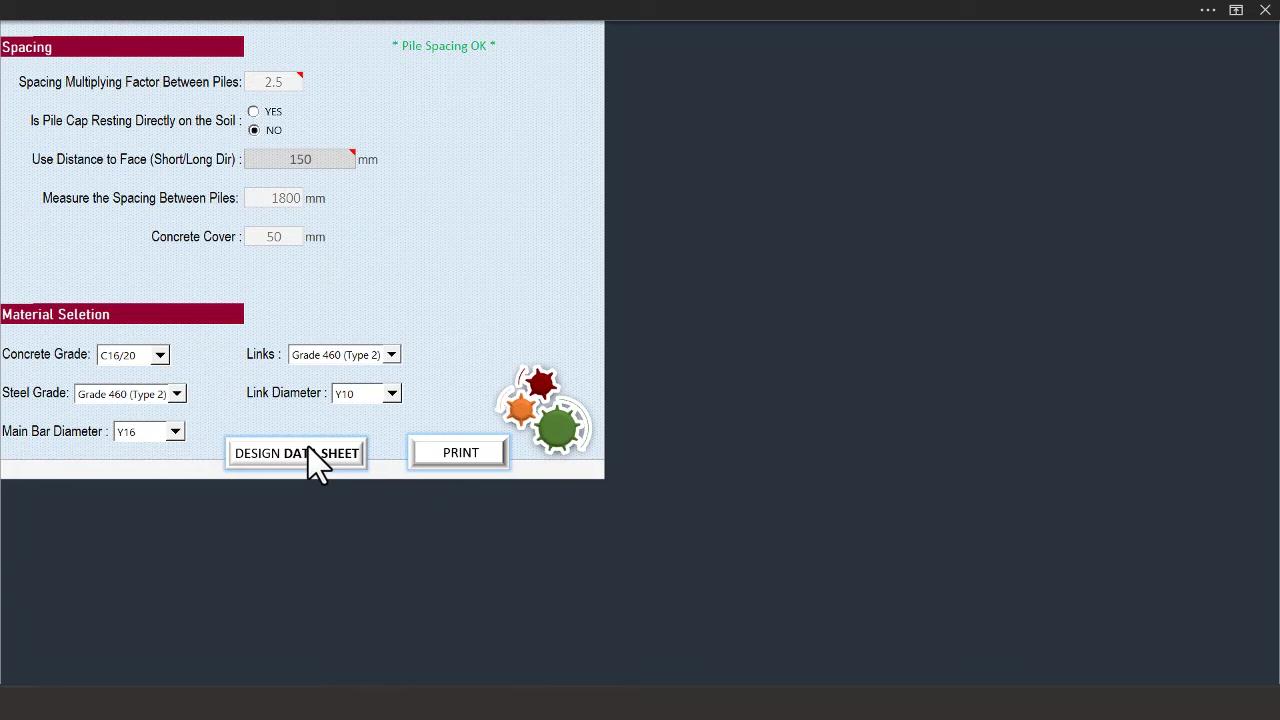 Spacing
* Pile Spacing OK *
Spacing Multiplying Factor Between Piles: 2.5
Is Pile Cap Resting Directly on the Soil : YES
NO
Use Distance to Face (Short/Long Dir) : 150 mm
Measure the Spacing Between Piles: 1800 mm
Concrete Cover : 50 mm
Material Seletion
Concrete Grade: C16/20 Links : Grade 460 (Type 2)
Steel Grade: Grade 460 (Type 2) Link Diameter : Y10
Main Bar Diameter : Y16
DESIGN DATA SHEET PRINT